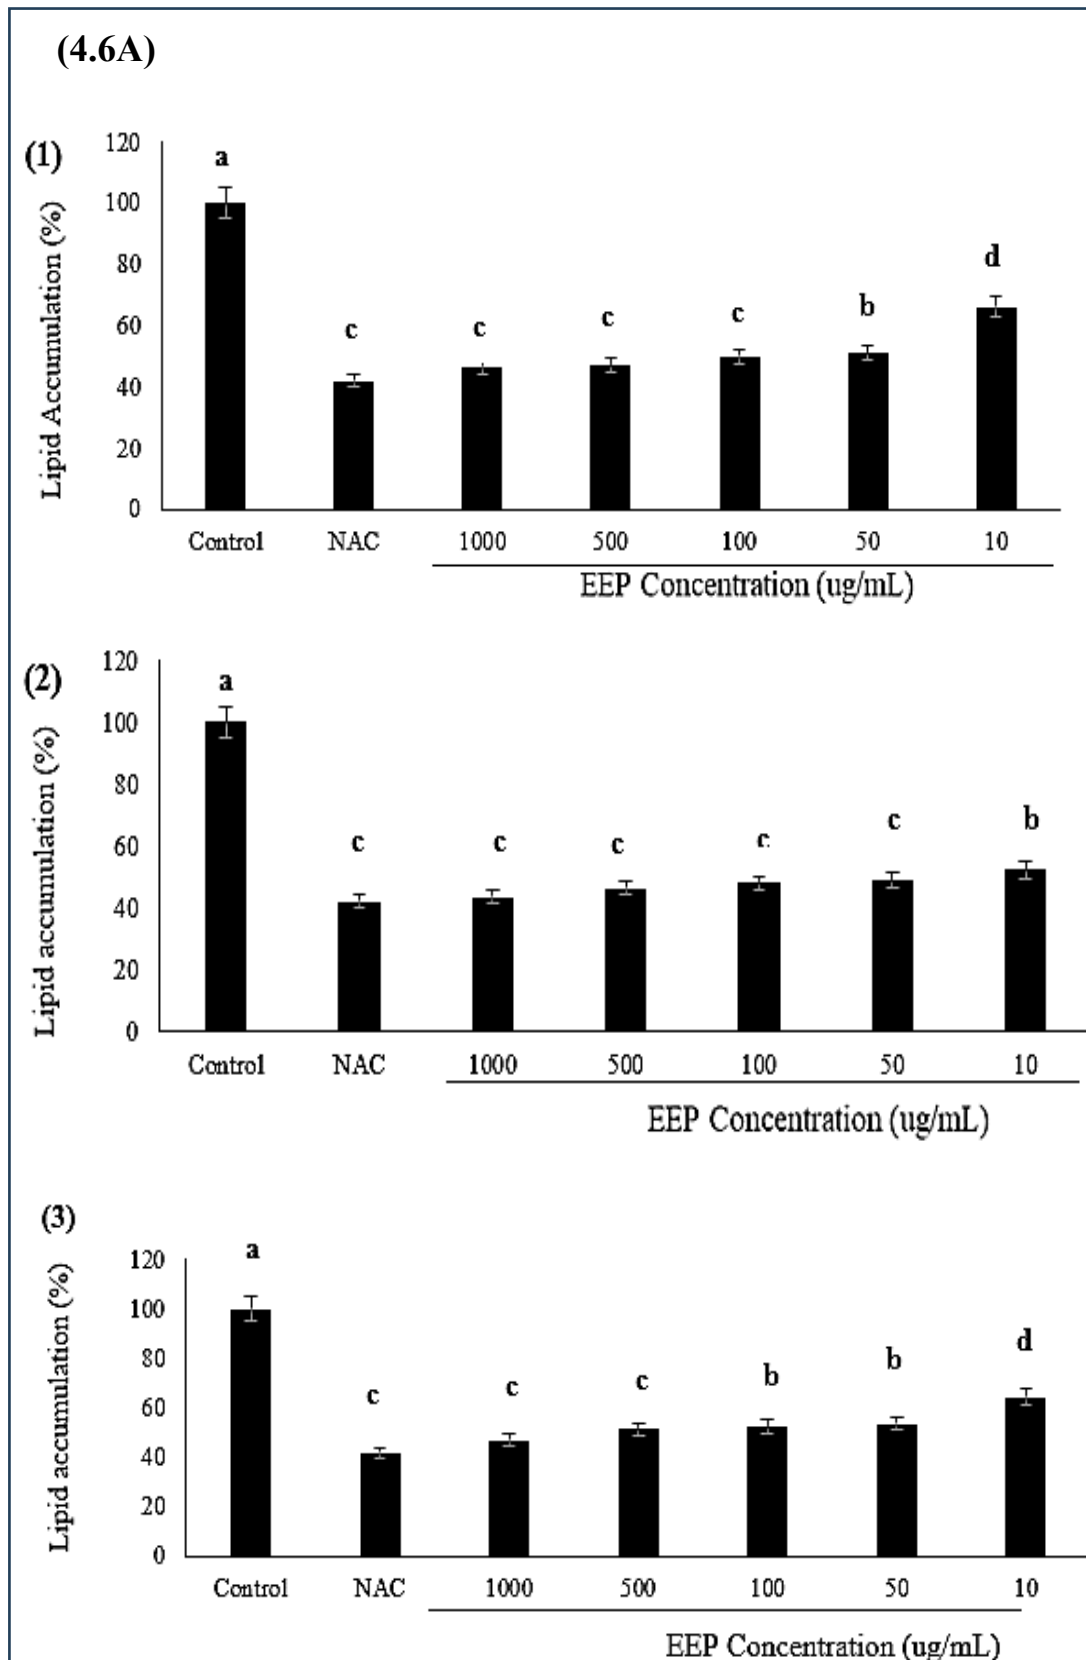 (4.6A)
(1)
Lipid Accumulation (%)
120
100
80
60
40
20
0
a
c
c
c
c
b
d
Control NAC 1000 500 100 50 10
EEP Concentration (ug/mL)
(2)
Lipid accumulation (%)
120
100
80
60
40
20
0
a
c
c
c
c
c
b
Control NAC 1000 500 100 50 10
EEP Concentration (ug/mL)
(3)
Lipid accumulation (%)
120
100
80
60
40
20
0
a
c
c
c
b
b
d
Control NAC 1000 500 100 50 10
EEP Concentration (ug/mL)